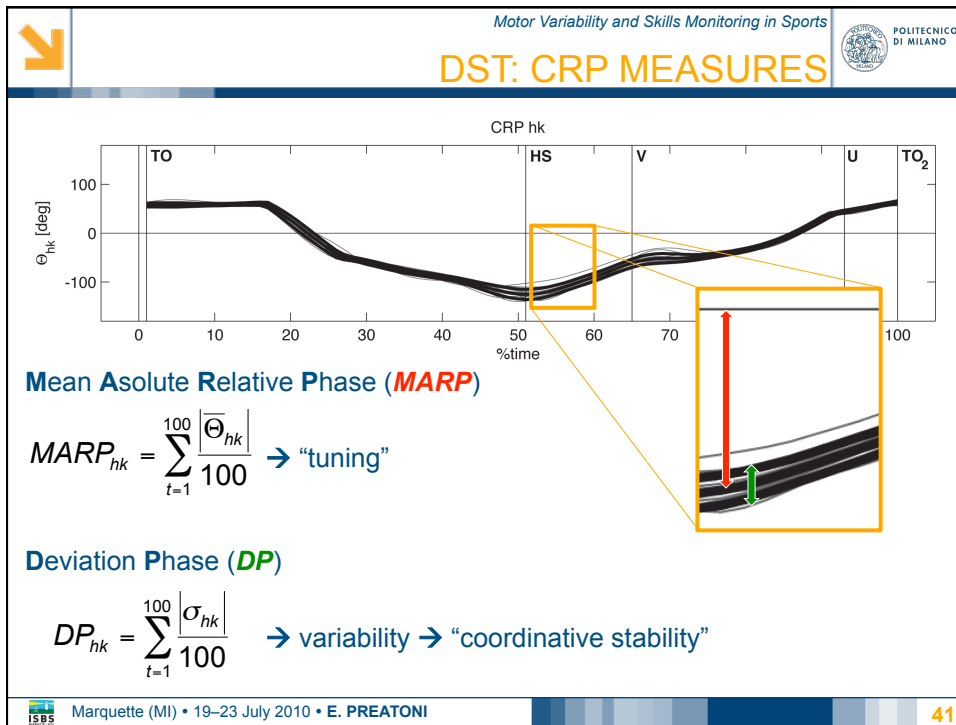 Motor Variability and Skills Monitoring in Sports
POLITECNICO
DI MILANO
DST: CRP MEASURES
CRP hk
TO HS V U TO₂
100
0
-100
Θhk [deg]
0 10 20 30 40 50 60 70 100
%time
Mean Asolute Relative Phase (MARP)
MARPhk = ∑t=1^100 |Θ̅hk| / 100 → “tuning”
Deviation Phase (DP)
DPhk = ∑t=1^100 |σhk| / 100 → variability → “coordinative stability”
ISBS
Marquette (MI) • 19–23 July 2010 • E. PREATONI
41